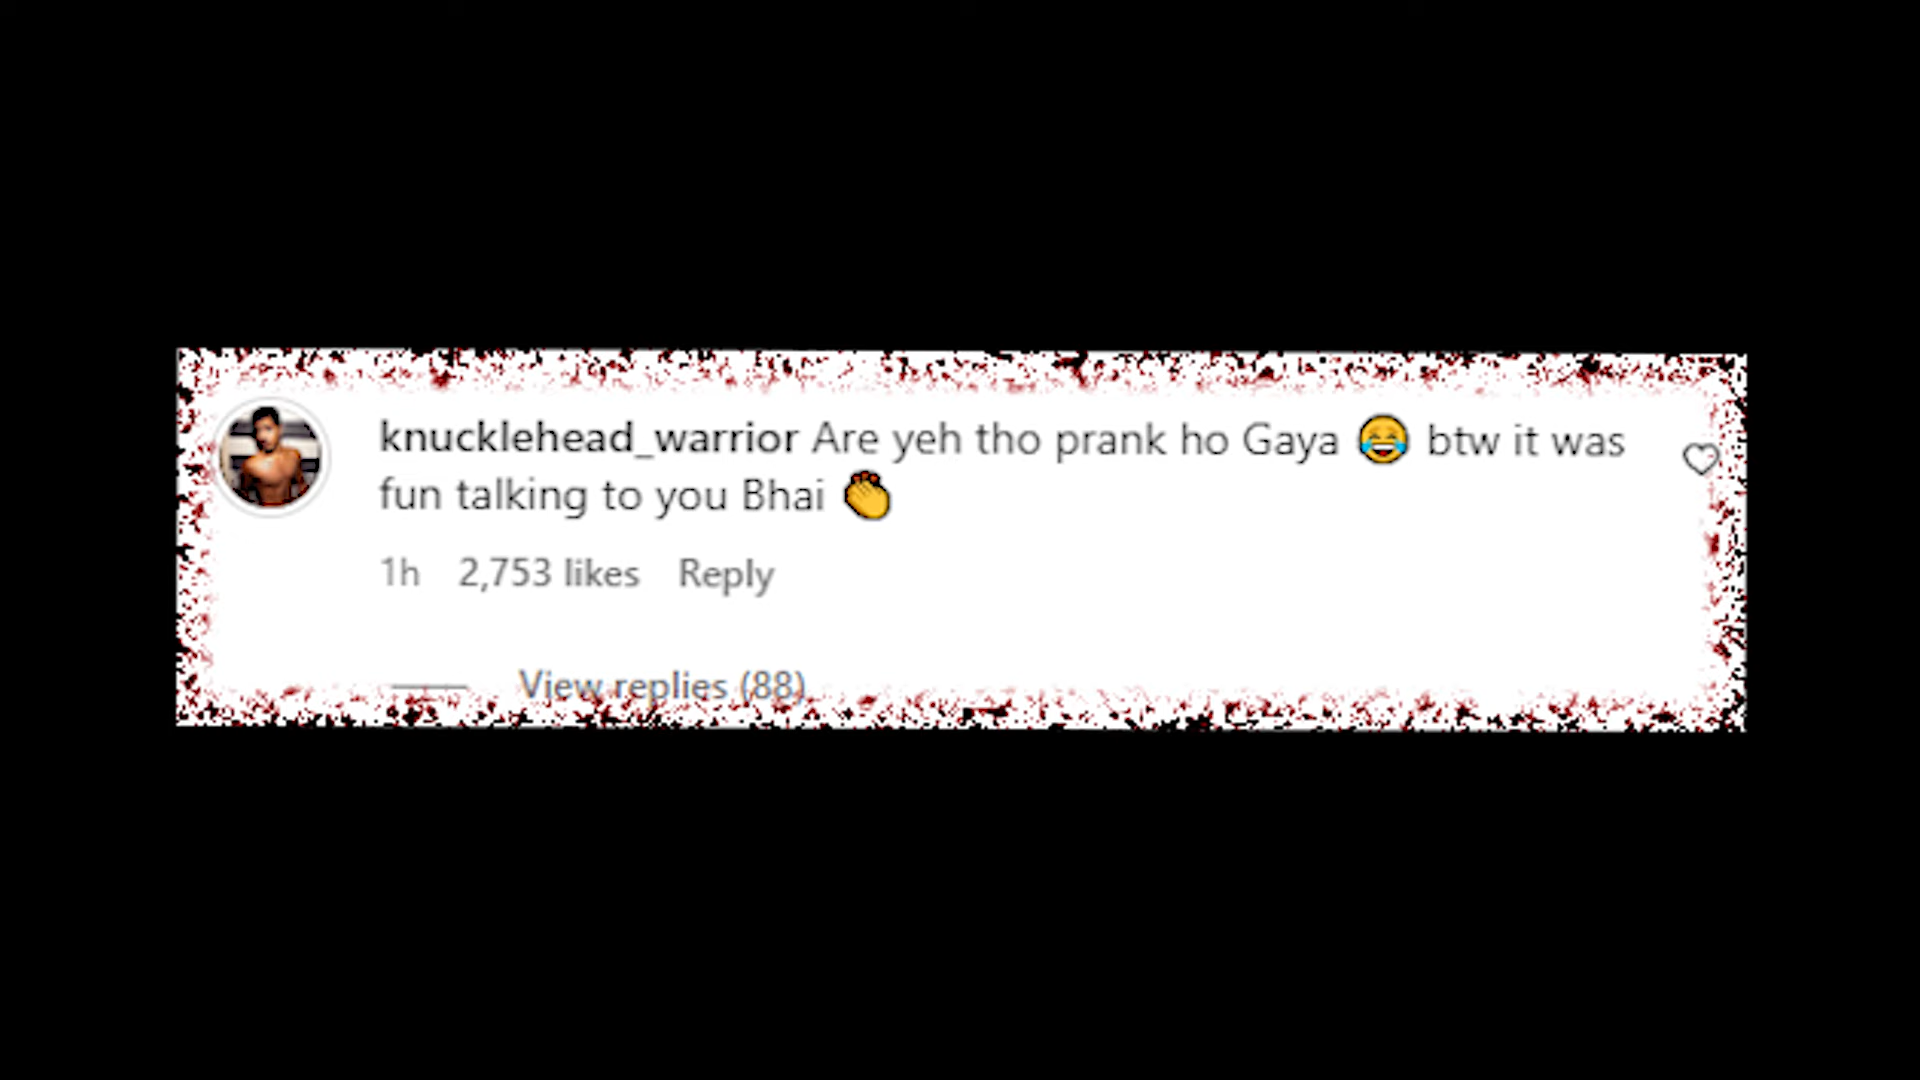 knucklehead_warrior Are yeh tho prank ho Gaya 😂 btw it was
fun talking to you Bhai 👏
1h 2,753 likes Reply
View replies (88)